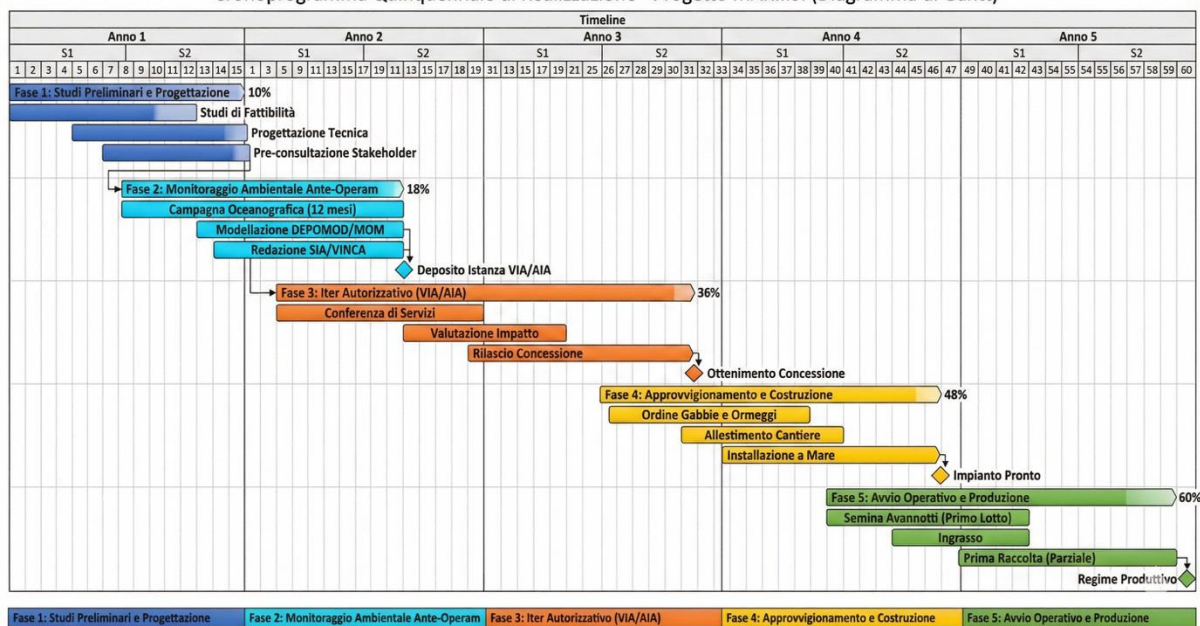 Timeline
Anno 1 Anno 2 Anno 3 Anno 4 Anno 5
S1 S2 S1 S2 S1 S2 S1 S2 S1 S2
1 2 3 4 5 6 7 8 9 10 11 12 13 14 15 1 3 5 9 11 13 15 17 19 11 13 15 17 18 19 31 13 15 17 19 21 23 25 26 27 28 29 30 31 32 33 34 35 36 37 38 39 40 41 42 43 44 45 46 47 49 40 41 42 43 51 52 53 54 55 56 57 58 59 60
Fase 1: Studi Preliminari e Progettazione 10%
Studi di Fattibilità
Progettazione Tecnica
Pre-consultazione Stakeholder
Fase 2: Monitoraggio Ambientale Ante-Operam 18%
Campagna Oceanografica (12 mesi)
Modellazione DEPOMOD/MOM
Redazione SIA/VINCA
Deposito Istanza VIA/AIA
Fase 3: Iter Autorizzativo (VIA/AIA) 36%
Conferenza di Servizi
Valutazione Impatto
Rilascio Concessione
Ottenimento Concessione
Fase 4: Approvvigionamento e Costruzione 48%
Ordine Gabbie e Ormeggi
Allestimento Cantiere
Installazione a Mare
Impianto Pronto
Fase 5: Avvio Operativo e Produzione 60%
Semina Avannotti (Primo Lotto)
Ingrasso
Prima Raccolta (Parziale)
Regime Produttivo
Fase 1: Studi Preliminari e Progettazione Fase 2: Monitoraggio Ambientale Ante-Operam Fase 3: Iter Autorizzativo (VIA/AIA) Fase 4: Approvvigionamento e Costruzione Fase 5: Avvio Operativo e Produzione